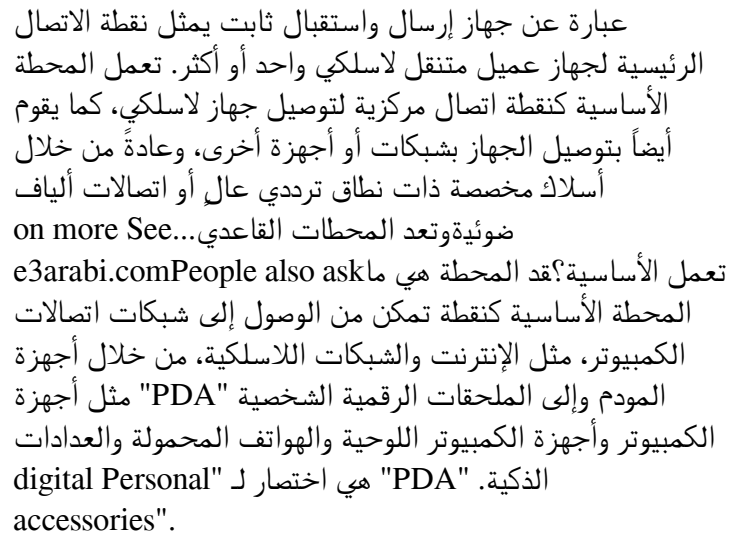 عبارة عن جهاز إرسال واستقبال ثابت يمثل نقطة الاتصال
الرئيسية لجهاز عميل متنقل لاسلكي واحد أو أكثر. تعمل المحطة
الأساسية كنقطة اتصال مركزية لتوصيل جهاز لاسلكي، كما يقوم
أيضاً بتوصيل الجهاز بشبكات أو أجهزة أخرى، وعادةً من خلال
أسلاك مخصصة ذات نطاق ترددي عالٍ أو اتصالات ألياف
ضوئيةوتعد المحطات القاعدي...on more See
e3arabi.comPeople also askتعمل الأساسية؟قد المحطة هي ما
المحطة الأساسية كنقطة تمكن من الوصول إلى شبكات اتصالات
الكمبيوتر، مثل الإنترنت والشبكات اللاسلكية، من خلال أجهزة
المودم وإلى الملحقات الرقمية الشخصية "PDA" مثل أجهزة
الكمبيوتر وأجهزة الكمبيوتر اللوحية والهواتف المحمولة والعدادات
الذكية. "PDA" هي اختصار لـ "digital Personal
accessories".